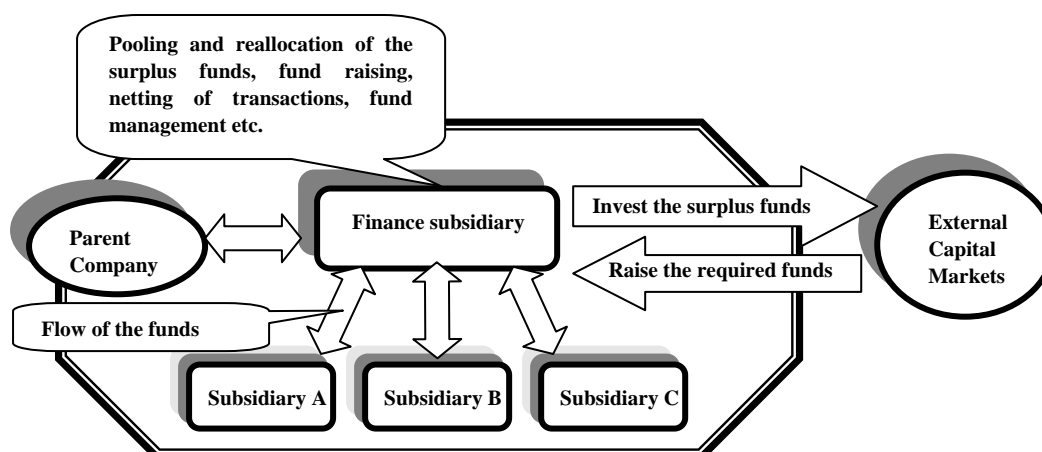 Pooling and reallocation of the
surplus funds, fund raising,
netting of transactions, fund
management etc.
Finance subsidiary
Invest the surplus funds
Parent
Company
External
Capital
Markets
Raise the required funds
Flow of the funds
Subsidiary A
Subsidiary B
Subsidiary C